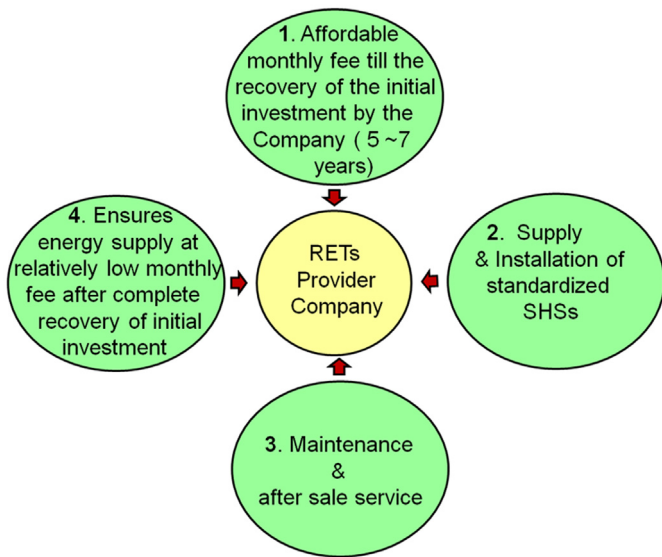 1. Affordable
monthly fee till the
recovery of the initial
investment by the
Company ( 5 ~7
years)
4. Ensures
energy supply at
relatively low monthly
fee after complete
recovery of initial
investment
RETs
Provider
Company
2. Supply
& Installation of
standardized
SHSs
3. Maintenance
&
after sale service